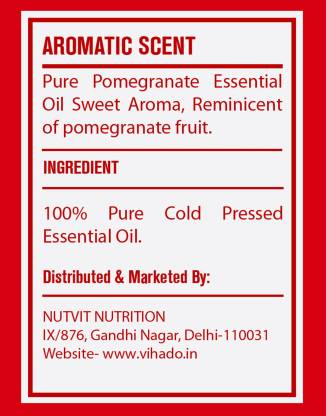 AROMATIC SCENT
Pure Pomegranate Essential
Oil Sweet Aroma, Reminicent
of pomegranate fruit.
INGREDIENT
100% Pure Cold Pressed
Essential Oil.
Distributed & Marketed By:
NUTVIT NUTRITION
IX/876, Gandhi Nagar, Delhi-110031
Website- www.vihado.in